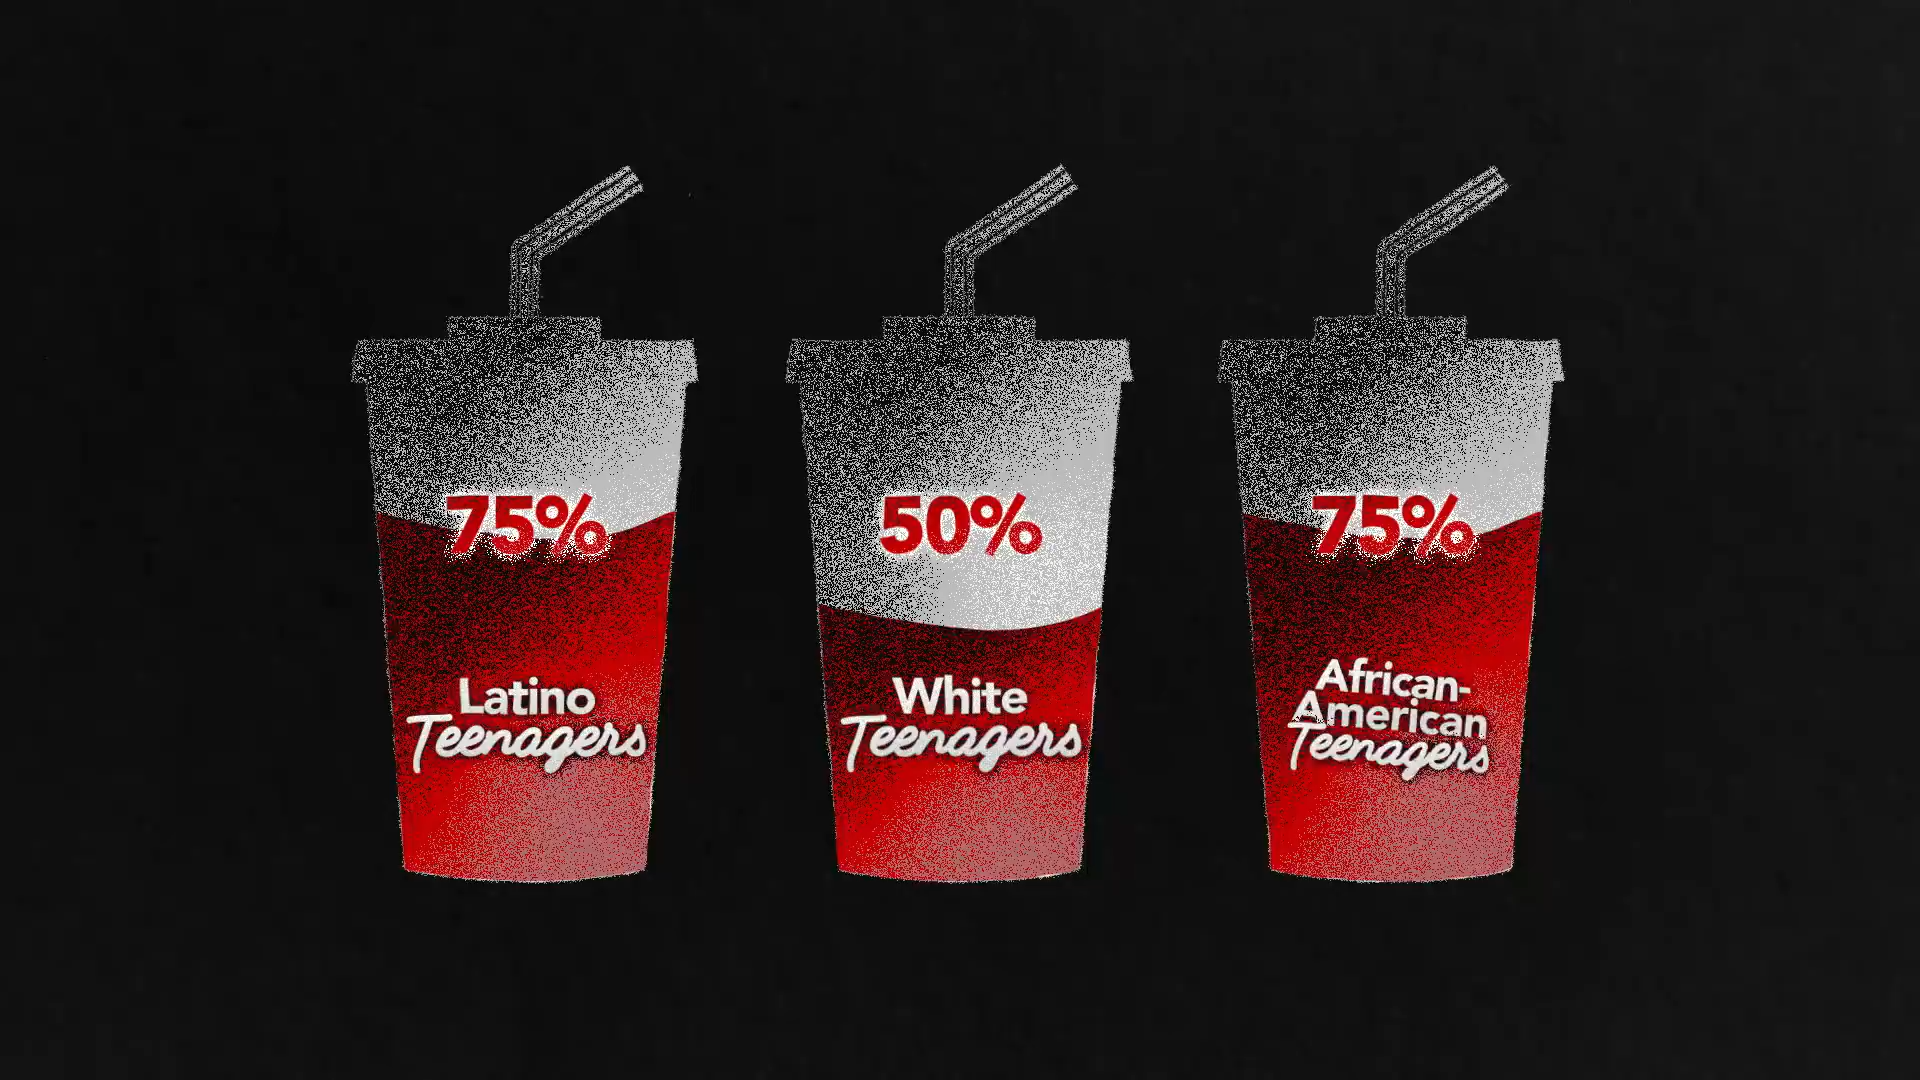 75%
Latino
Teenagers
50%
White
Teenagers
75%
African-
American
Teenagers